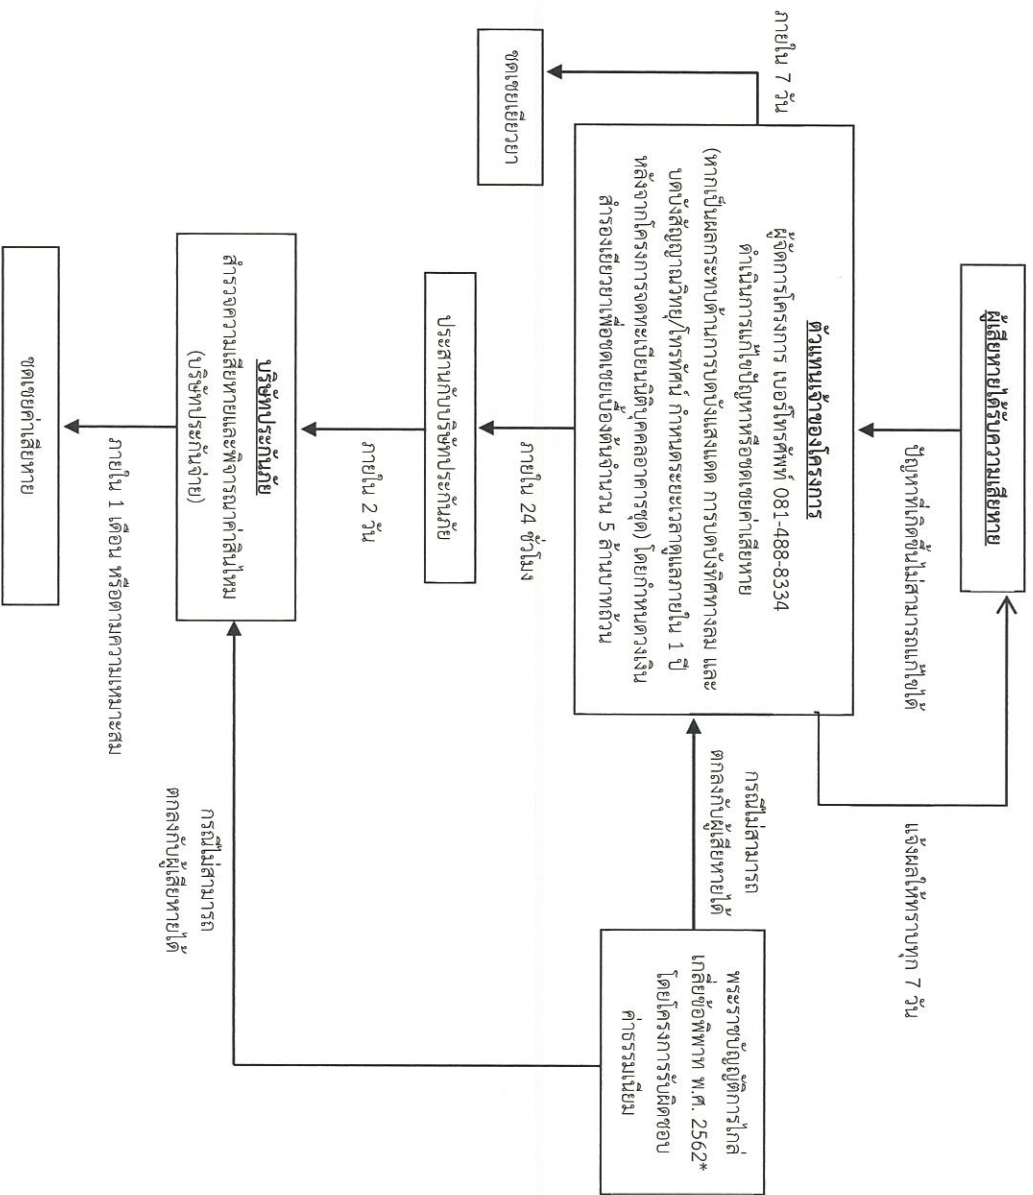 ผู้เสียหายได้รับความเสียหาย
ปัญหาที่เกิดขึ้นไม่สามารถแก้ไขได้
แจ้งผลให้ทราบทุก 7 วัน
ตัวแทนเจ้าของโครงการ
ผู้จัดการโครงการ เบอร์โทรศัพท์ 081-488-8334
ดำเนินการแก้ไขปัญหาหรือชดเชยค่าเสียหาย
(หากเป็นผลกระทบด้านการบดบังแสงแดด การบดบังทิศทางลม และ
บดบังสัญญาณวิทยุ/โทรทัศน์ กำหนดระยะเวลาดูแลภายใน 1 ปี
หลังจากโครงการจดทะเบียนนิติบุคคลอาคารชุด) โดยกำหนดวงเงิน
สำรองเยียวยาเพื่อชดเชยเบื้องต้นจำนวน 5 ล้านบาทถ้วน
ภายใน 7 วัน
ชดเชยเยียวยา
กรณีไม่สามารถ
ตกลงกับผู้เสียหายได้
พระราชบัญญัติการไกล่
เกลี่ยข้อพิพาท พ.ศ. 2562*
โดยโครงการรับผิดชอบ
ค่าธรรมเนียม
ภายใน 24 ชั่วโมง
ประสานกับบริษัทประกันภัย
ภายใน 2 วัน
บริษัทประกันภัย
สำรวจความเสียหายและพิจารณาค่าสินไหม
(บริษัทประกันจ่าย)
กรณีไม่สามารถ
ตกลงกับผู้เสียหายได้
ภายใน 1 เดือน หรือตามความเหมาะสม
ชดเชยค่าเสียหาย